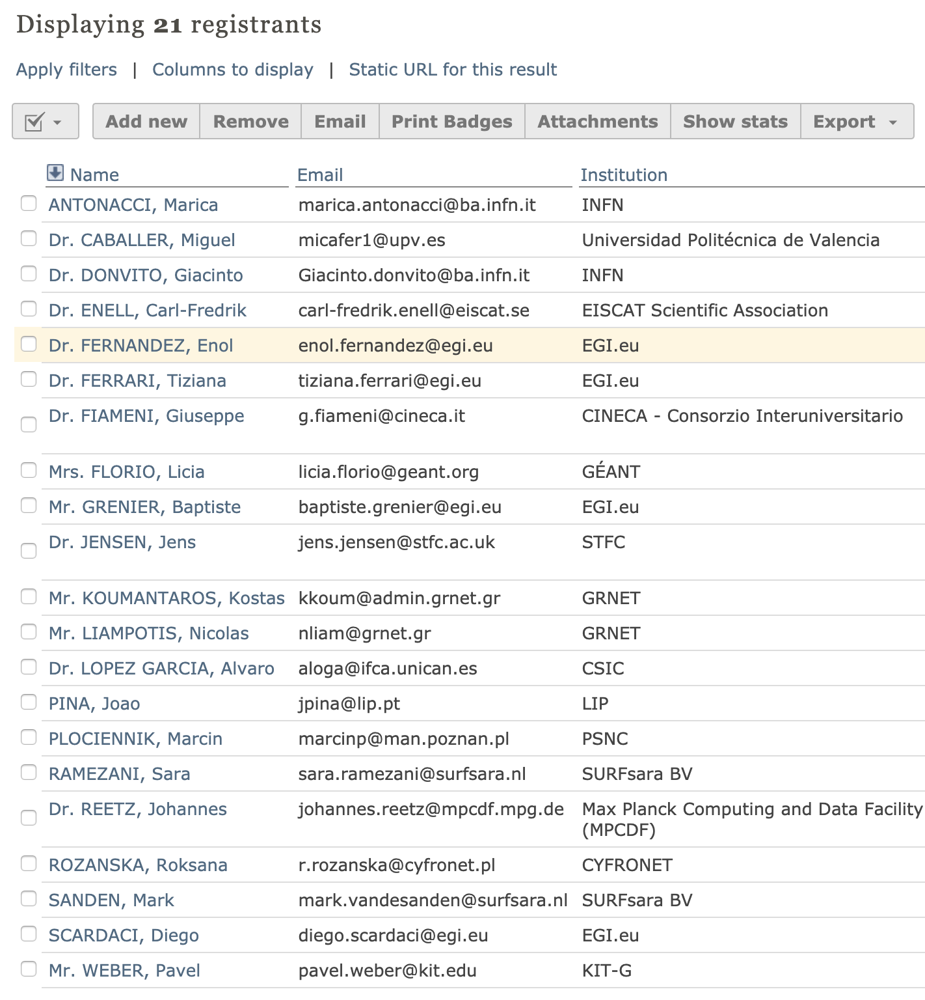 Displaying 21 registrants
Apply filters | Columns to display | Static URL for this result
Add new Remove Email Print Badges Attachments Show stats Export
Name Email Institution
ANTONACCI, Marica marica.antonacci@ba.infn.it INFN
Dr. CABALLER, Miguel micafer1@upv.es Universidad Politécnica de Valencia
Dr. DONVITO, Giacinto Giacinto.donvito@ba.infn.it INFN
Dr. ENELL, Carl-Fredrik carl-fredrik.enell@eiscat.se EISCAT Scientific Association
Dr. FERNANDEZ, Enol enol.fernandez@egi.eu EGI.eu
Dr. FERRARI, Tiziana tiziana.ferrari@egi.eu EGI.eu
Dr. FIAMENI, Giuseppe g.fiameni@cineca.it CINECA - Consorzio Interuniversitario
Mrs. FLORIO, Licia licia.florio@geant.org GÉANT
Mr. GRENIER, Baptiste baptiste.grenier@egi.eu EGI.eu
Dr. JENSEN, Jens jens.jensen@stfc.ac.uk STFC
Mr. KOUMANTAROS, Kostas kkoum@admin.grnet.gr GRNET
Mr. LIAMPOTIS, Nicolas nliam@grnet.gr GRNET
Dr. LOPEZ GARCIA, Alvaro aloga@ifca.unican.es CSIC
PINA, Joao jpina@lip.pt LIP
PLOCIENNIK, Marcin marcinp@man.poznan.pl PSNC
RAMEZANI, Sara sara.ramezani@surfsara.nl SURFsara BV
Dr. REETZ, Johannes johannes.reetz@mpcdf.mpg.de Max Planck Computing and Data Facility
(MPCDF)
ROZANSKA, Roksana r.rozanska@cyfronet.pl CYFRONET
SANDEN, Mark mark.vandesanden@surfsara.nl SURFsara BV
SCARDACI, Diego diego.scardaci@egi.eu EGI.eu
Mr. WEBER, Pavel pavel.weber@kit.edu KIT-G